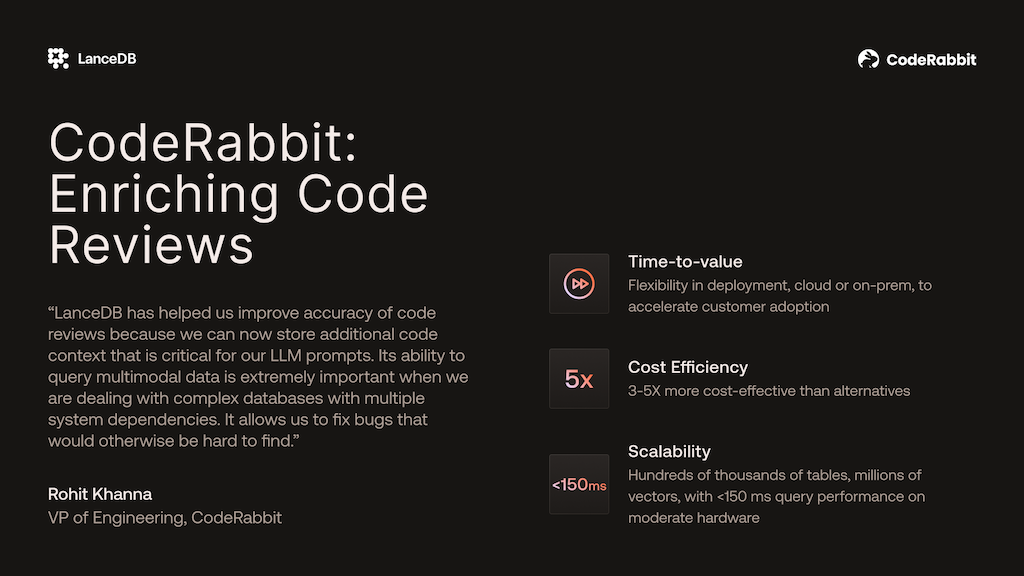 LanceDB
CodeRabbit
CodeRabbit:
Enriching Code
Reviews
“LanceDB has helped us improve accuracy of code
reviews because we can now store additional code
context that is critical for our LLM prompts. Its ability to
query multimodal data is extremely important when we
are dealing with complex databases with multiple
system dependencies. It allows us to fix bugs that
would otherwise be hard to find.”
Rohit Khanna
VP of Engineering, CodeRabbit
Time-to-value
Flexibility in deployment, cloud or on-prem, to
accelerate customer adoption
5x
Cost Efficiency
3-5X more cost-effective than alternatives
<150ms
Scalability
Hundreds of thousands of tables, millions of
vectors, with <150 ms query performance on
moderate hardware